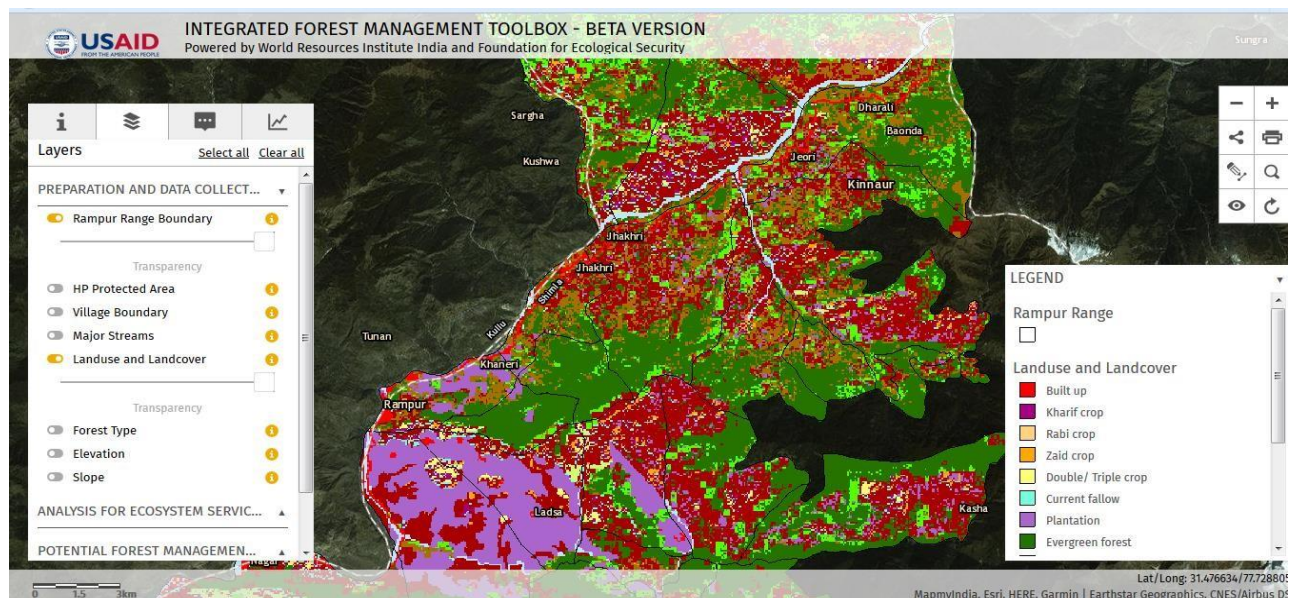 USAID
FROM THE AMERICAN PEOPLE
INTEGRATED FOREST MANAGEMENT TOOLBOX - BETA VERSION
Powered by World Resources Institute India and Foundation for Ecological Security
Sungra
Layers
Select all Clear all
PREPARATION AND DATA COLLECT...
Rampur Range Boundary
Transparency
HP Protected Area
Village Boundary
Major Streams
Landuse and Landcover
Transparency
Forest Type
Elevation
Slope
ANALYSIS FOR ECOSYSTEM SERVIC...
POTENTIAL FOREST MANAGEMEN...
Sargha
Kushwa
Dharali
Baonda
Jeori
Kinnaur
Jhakhri
Jhakhri
Shimla
Kullu
Tunan
Khaneri
Rampur
Ladsa
Kasha
Nagar
LEGEND
Rampur Range
Landuse and Landcover
Built up
Kharif crop
Rabi crop
Zaid crop
Double/ Triple crop
Current fallow
Plantation
Evergreen forest
0 1.5 3km
Lat/Long: 31.476634/77.728805
MapmyIndia, Esri, HERE, Garmin | Earthstar Geographics, CNES/Airbus DS